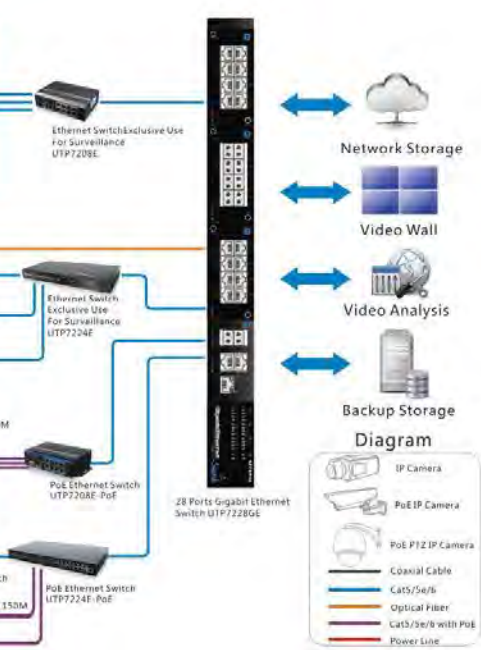 Ethernet SwitchExclusive Use
For Surveillance
UTP7208E
Network Storage
Video Wall
Ethernet Switch
Exclusive Use
For Surveillance
UTP7224E
Video Analysis
Backup Storage
M
PoE Ethernet Switch
UTP7208E-PoE
28 Ports Gigabit Ethernet
Switch UTP7228GE
PoE Ethernet Switch
UTP7224E-PoE
150M
Diagram
IP Camera
PoE IP Camera
PoE PTZ IP Camera
Coaxial Cable
Cat5/5e/6
Optical Fiber
Cat5/5e/6 with PoE
Power Line